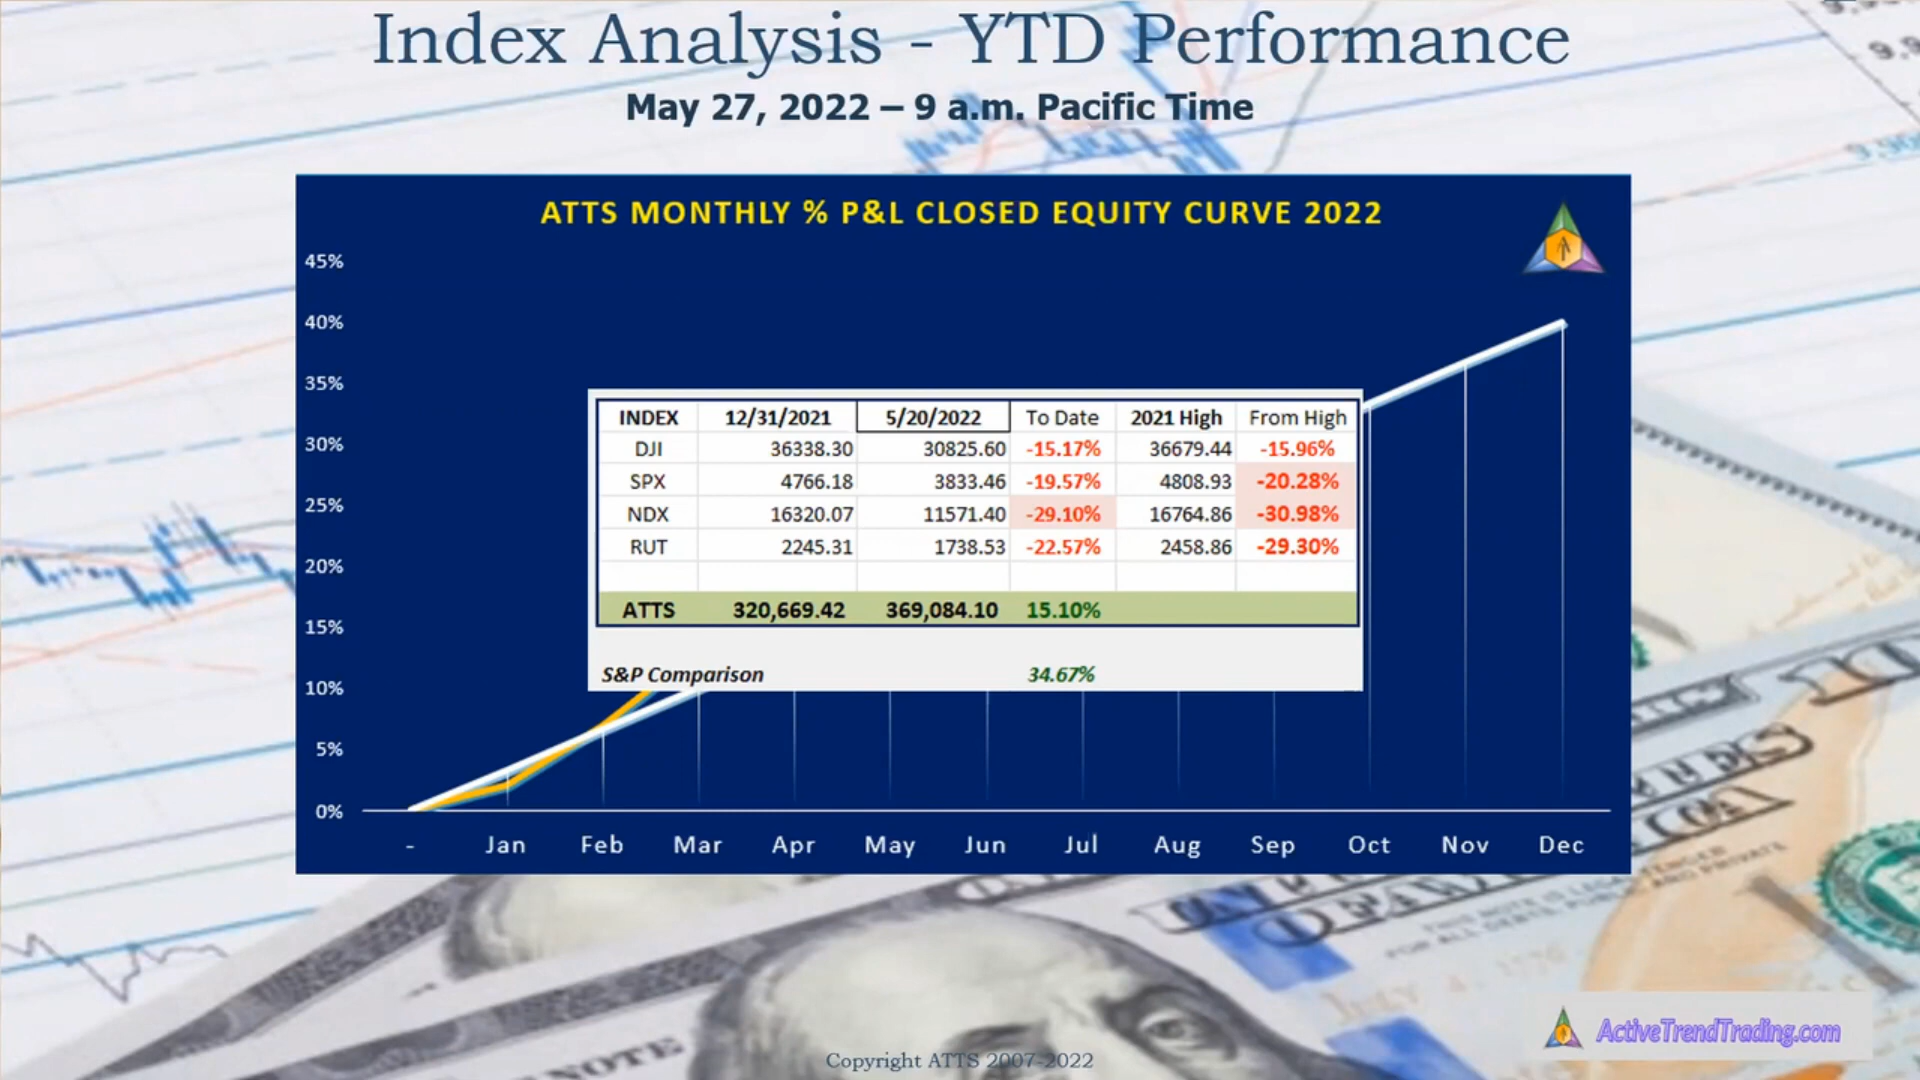 Index Analysis - YTD Performance
May 27, 2022 – 9 a.m. Pacific Time
ATTS MONTHLY % P&L CLOSED EQUITY CURVE 2022
45%
40%
35%
30%
25%
20%
15%
10%
5%
0%
INDEX 12/31/2021 5/20/2022 To Date 2021 High From High
DJI 36338.30 30825.60 -15.17% 36679.44 -15.96%
SPX 4766.18 3833.46 -19.57% 4808.93 -20.28%
NDX 16320.07 11571.40 -29.10% 16764.86 -30.98%
RUT 2245.31 1738.53 -22.57% 2458.86 -29.30%
ATTS 320,669.42 369,084.10 15.10%
S&P Comparison 34.67%
- Jan Feb Mar Apr May Jun Jul Aug Sep Oct Nov Dec
NOTE
ActiveTrendTrading.com
Copyright ATTS 2007-2022